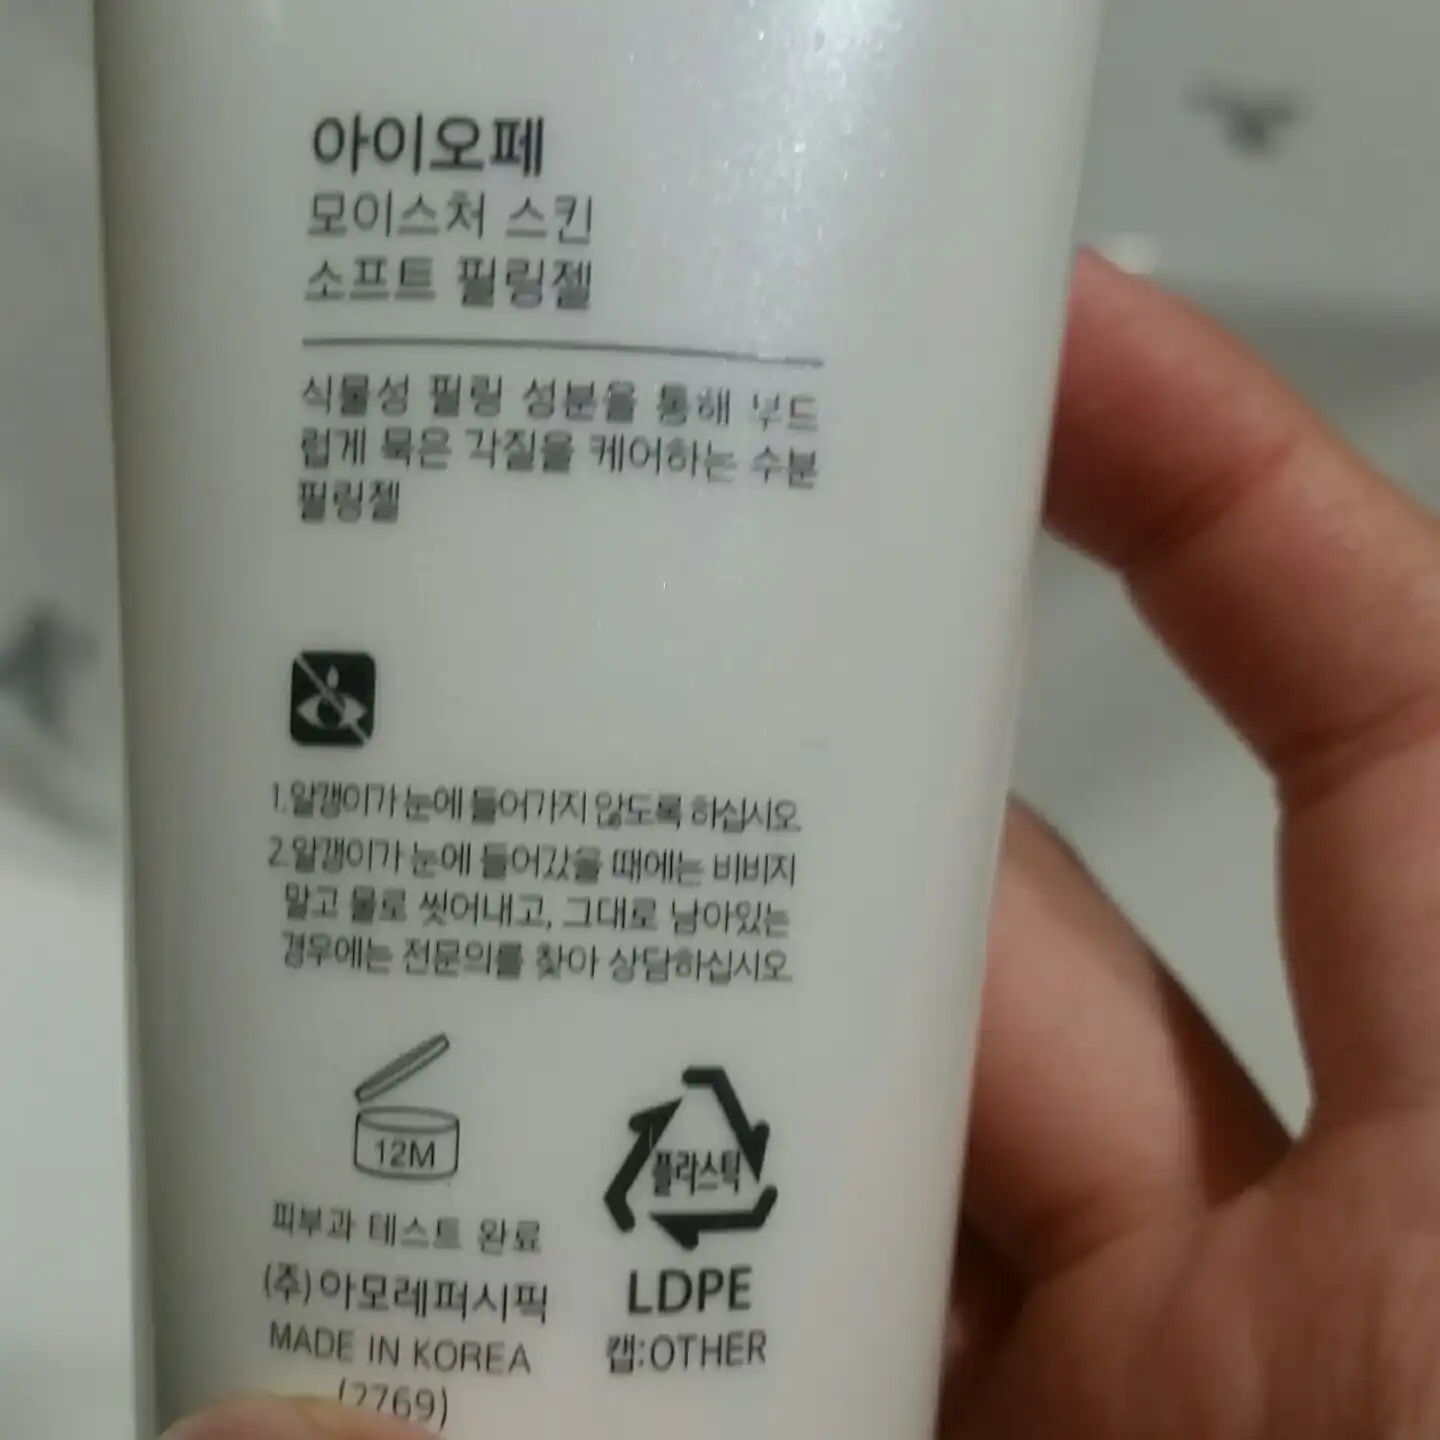 아이오페
모이스처 스킨
소프트 필링젤
식물성 필링 성분을 통해 부드
럽게 묵은 각질을 케어하는 수분
필링젤
1.알갱이가 눈에 들어가지 않도록 하십시오.
2.알갱이가 눈에 들어갔을 때에는 비비지
말고 물로 씻어내고, 그대로 남아있는
경우에는 전문의를 찾아 상담하십시오.
12M
플라스틱
피부과 테스트 완료
LDPE
(주)아모레퍼시픽
캡:OTHER
MADE IN KOREA
(2769)